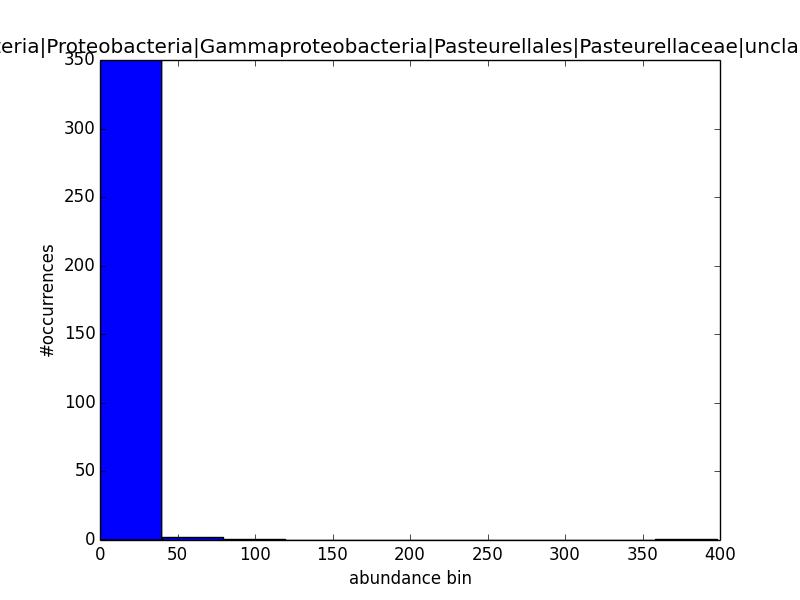 teria|Proteobacteria|Gammaproteobacteria|Pasteurellales|Pasteurellaceae|uncla
350
300
250
200
150
100
50
0
#occurrences
0 50 100 150 200 250 300 350 400
abundance bin